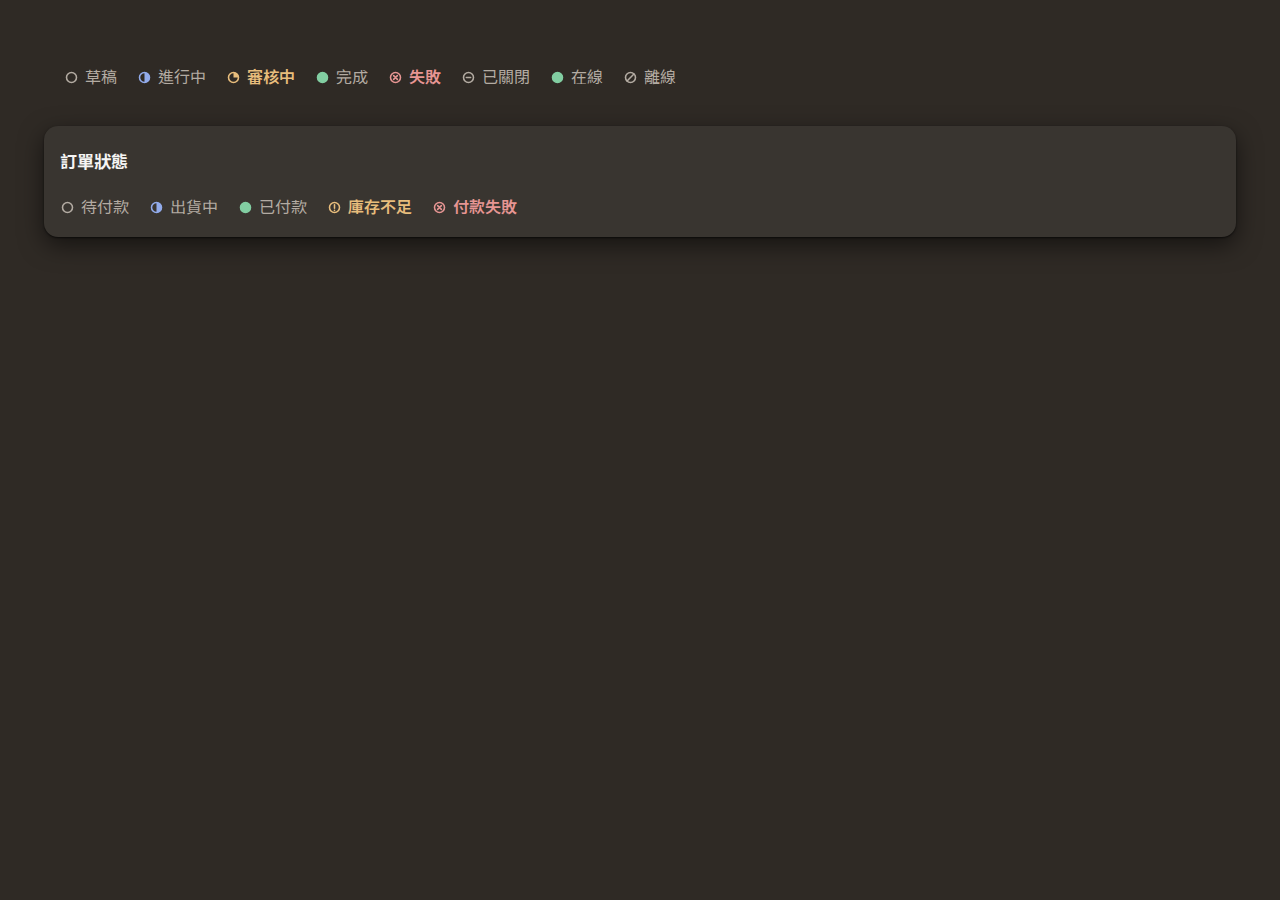 草稿 進行中 審核中 完成 失敗 已關閉 在線 離線
訂單狀態
待付款 出貨中 已付款 庫存不足 付款失敗